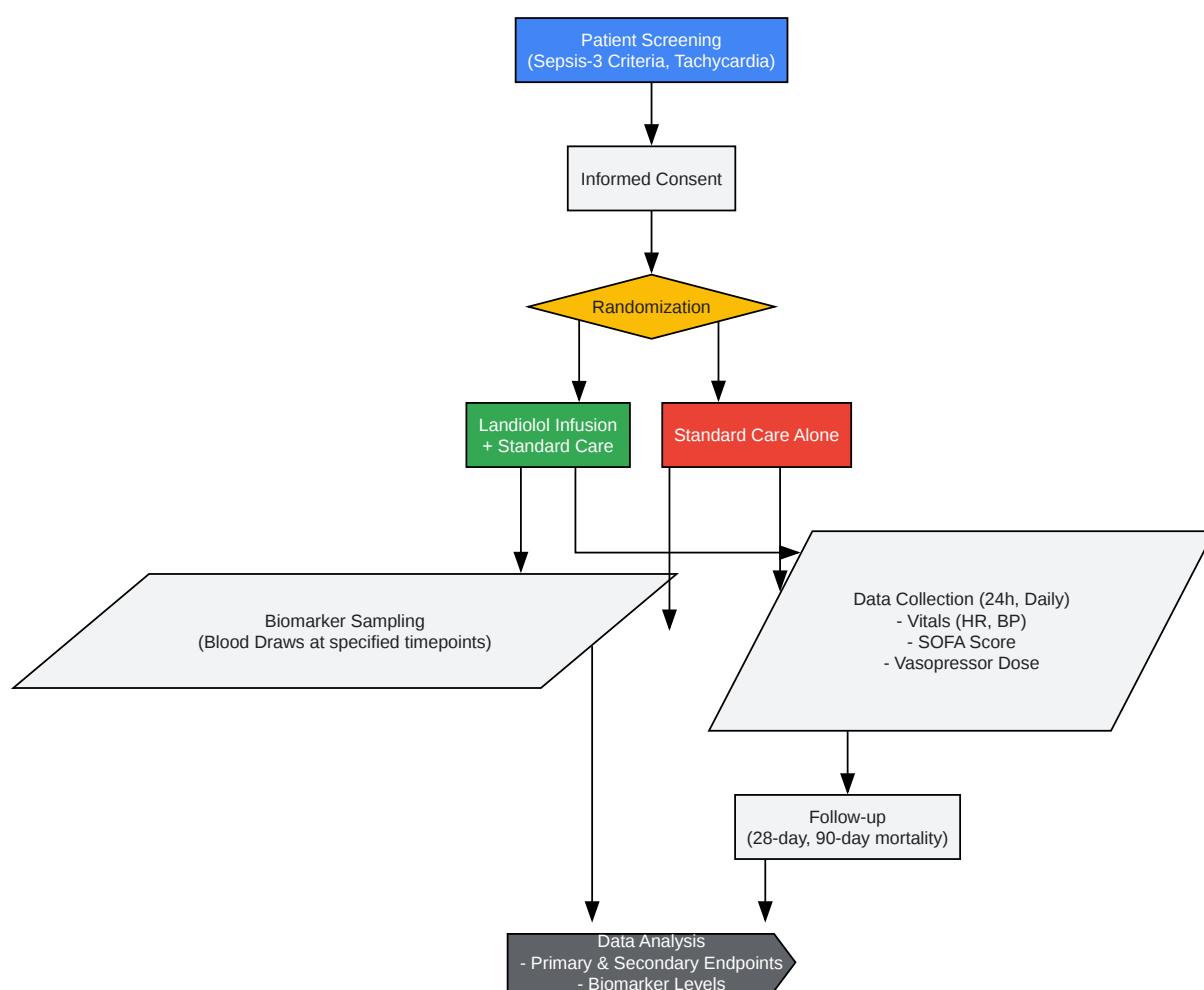 Patient Screening
(Sepsis-3 Criteria, Tachycardia)
Informed Consent
Randomization
Landiolol Infusion
+ Standard Care
Standard Care Alone
Biomarker Sampling
(Blood Draws at specified timepoints)
Data Collection (24h, Daily)
- Vitals (HR, BP)
- SOFA Score
- Vasopressor Dose
Follow-up
(28-day, 90-day mortality)
Data Analysis
- Primary & Secondary Endpoints
- Biomarker Levels